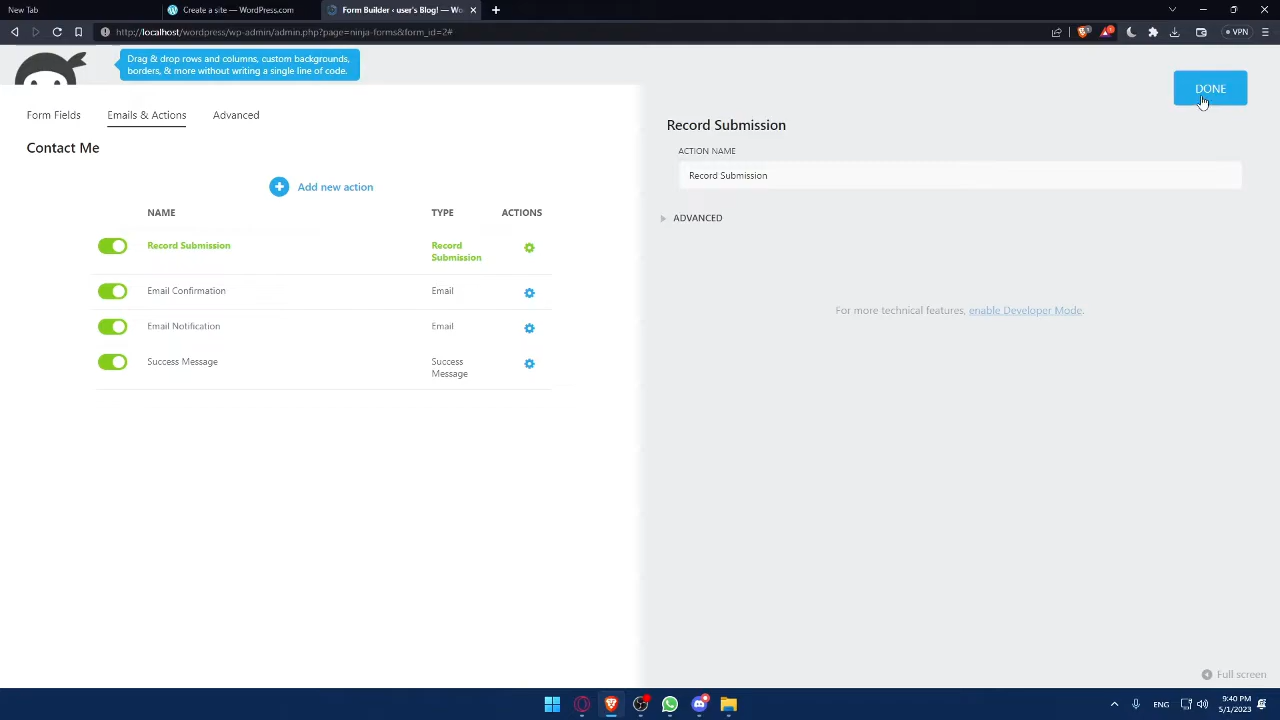 New Tab
Create a site — WordPress.com
Form Builder ‹ user's Blog! — Wo
http://localhost/wordpress/wp-admin/admin.php?page=ninja-forms&form_id=2#
VPN
Drag & drop rows and columns, custom backgrounds,
borders, & more without writing a single line of code.
DONE
Form Fields
Emails & Actions
Advanced
Contact Me
Add new action
NAME
TYPE
ACTIONS
Record Submission
Record
Submission
Email Confirmation
Email
Email Notification
Email
Success Message
Success
Message
Record Submission
ACTION NAME
Record Submission
ADVANCED
For more technical features, enable Developer Mode.
Full screen
ENG
9:40 PM
5/1/2023